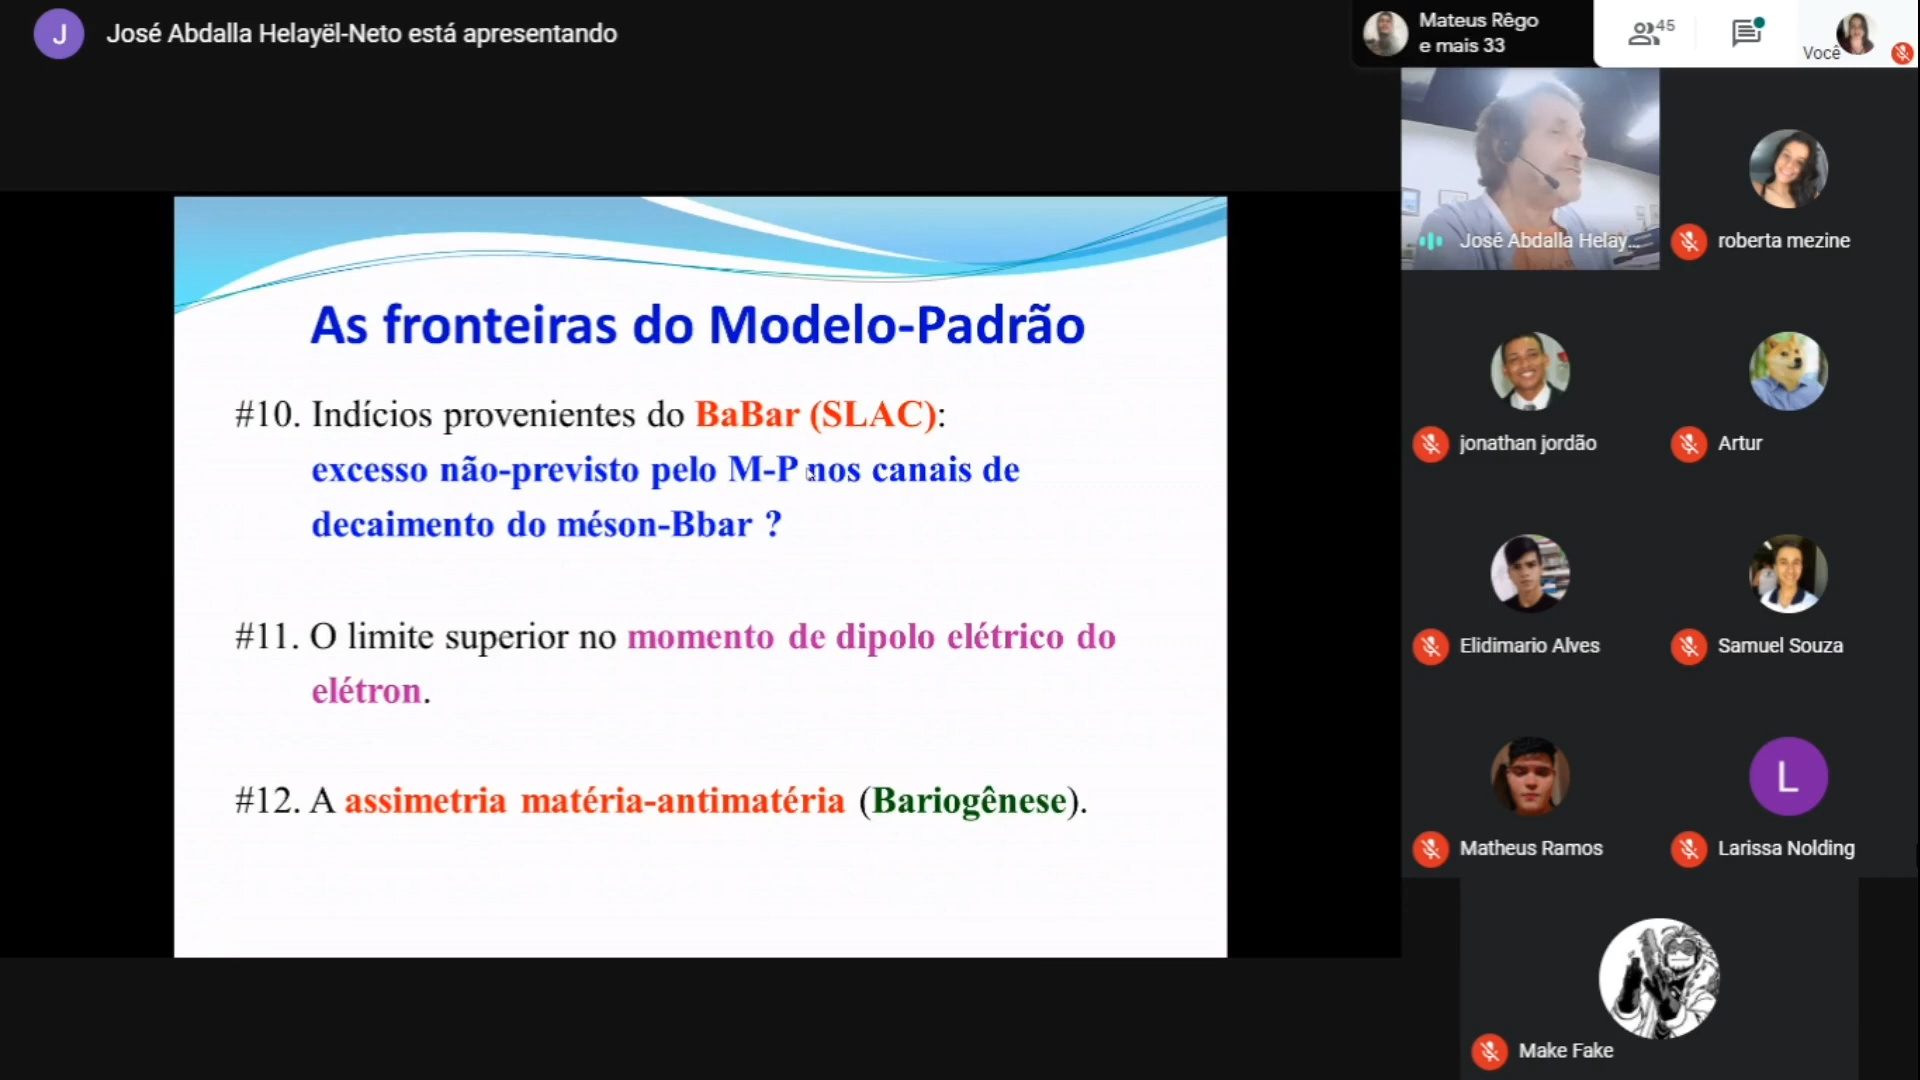 J
José Abdalla Helayël-Neto está apresentando
Mateus Rêgo
e mais 33
45
Você
As fronteiras do Modelo-Padrão
#10. Indícios provenientes do BaBar (SLAC):
excesso não-previsto pelo M-P nos canais de
decaimento do méson-Bbar ?
#11. O limite superior no momento de dipolo elétrico do
elétron.
#12. A assimetria matéria-antimatéria (Bariogênese).
José Abdalla Helay...
roberta mezine
jonathan jordão
Artur
Elidimario Alves
Samuel Souza
Matheus Ramos
L
Larissa Nolding
Make Fake